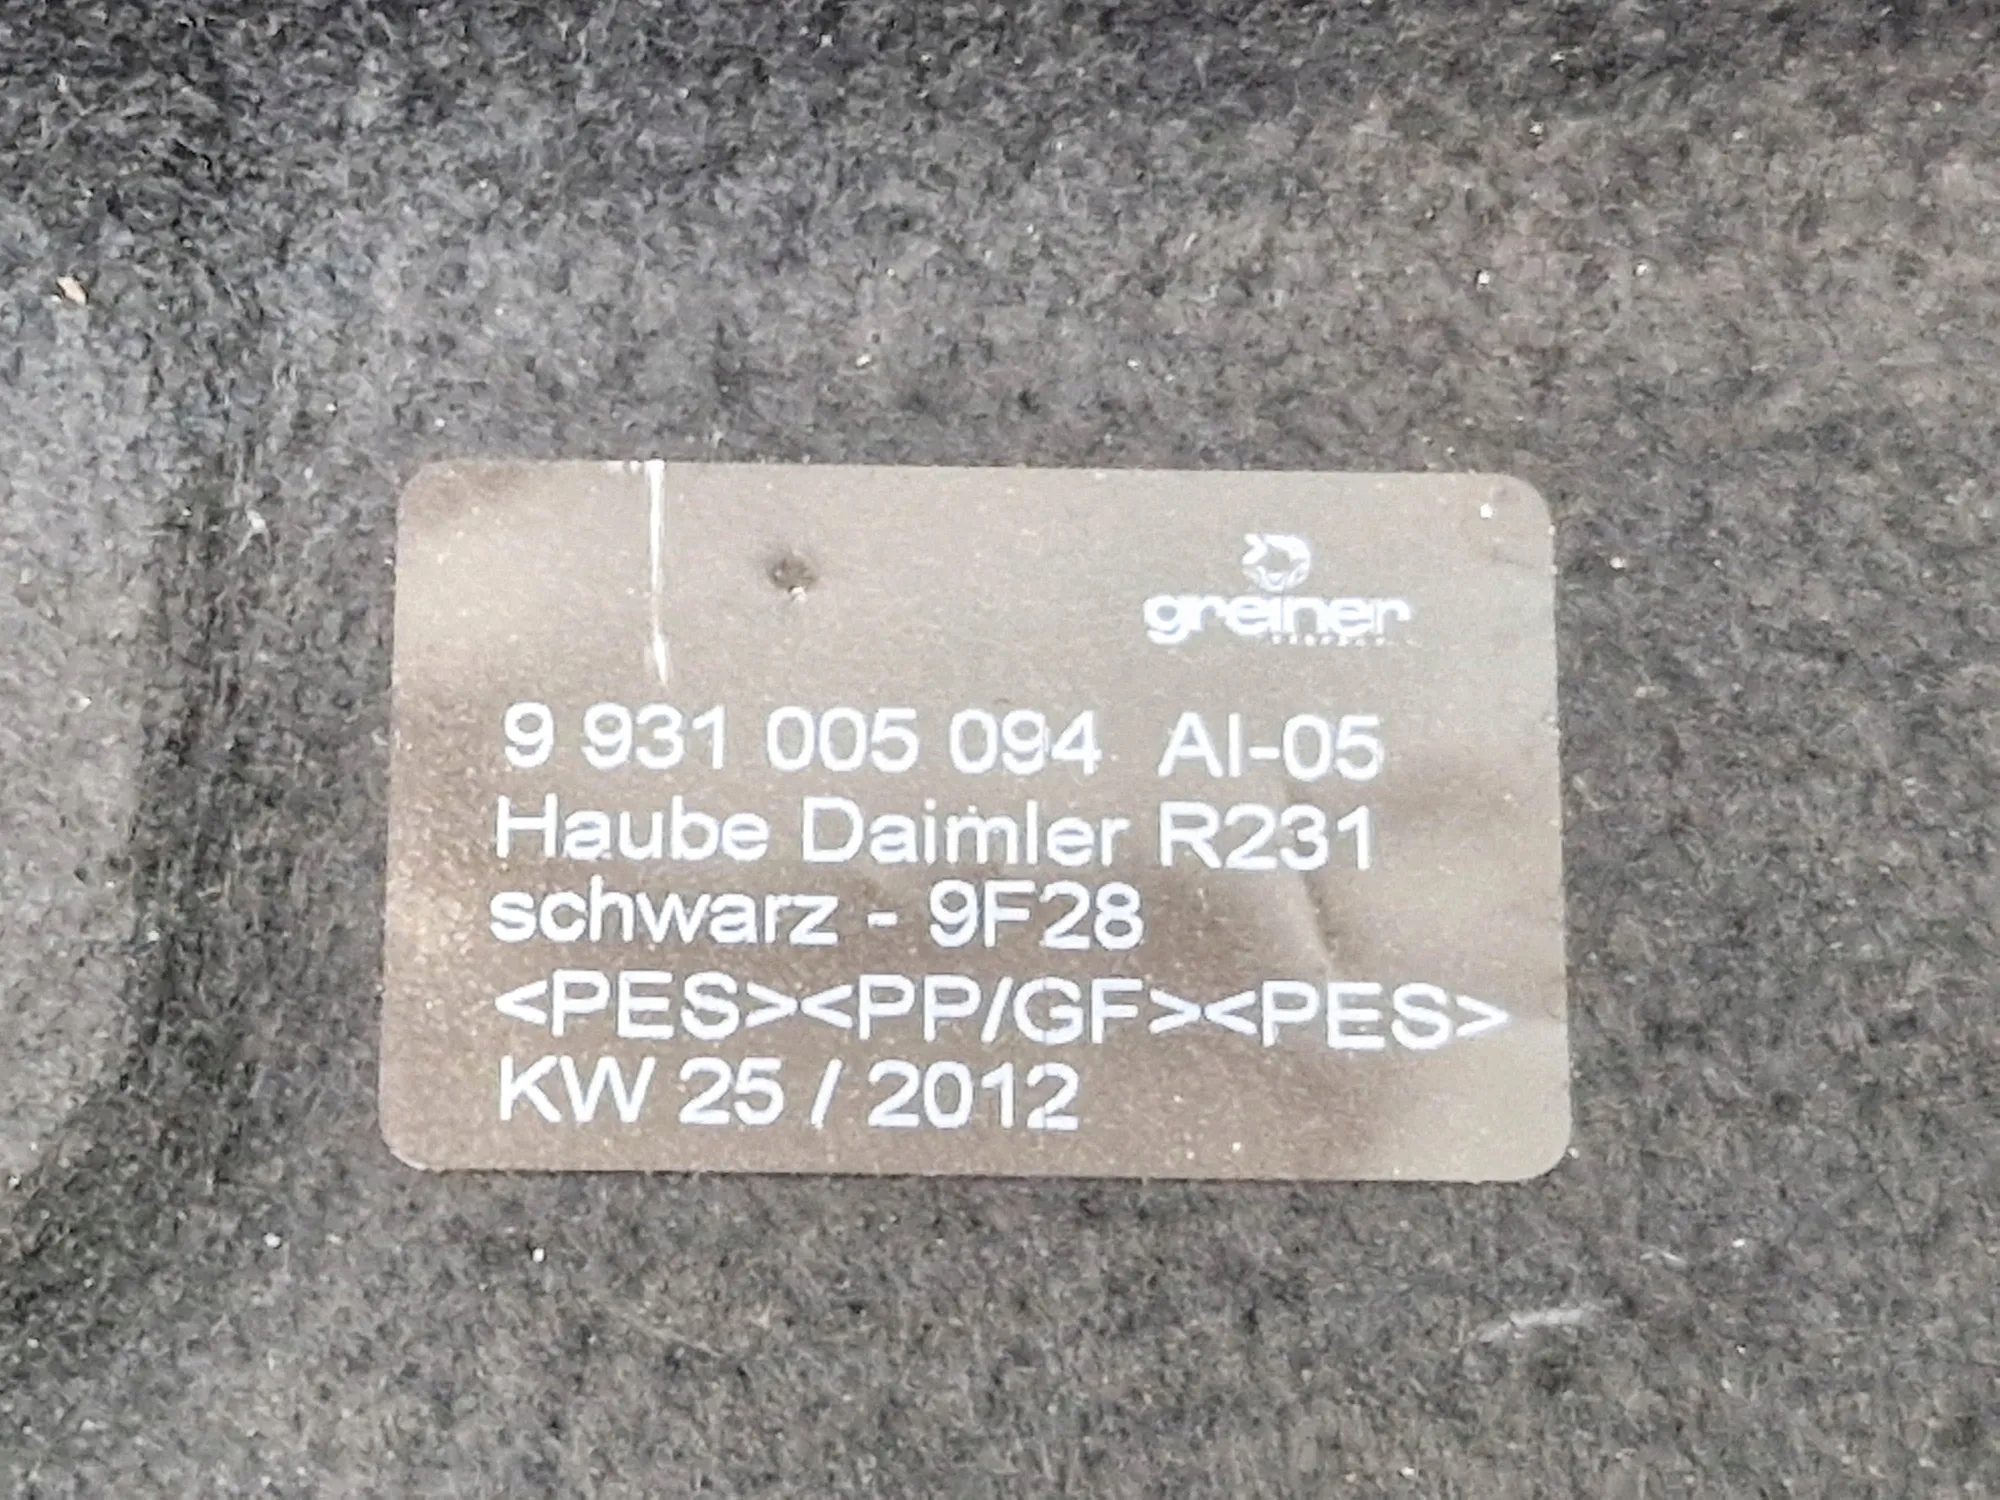 greiner
9 931 005 094 AI-05
Haube Daimler R231
schwarz - 9F28
<PES><PP/GF><PES>
KW 25 / 2012